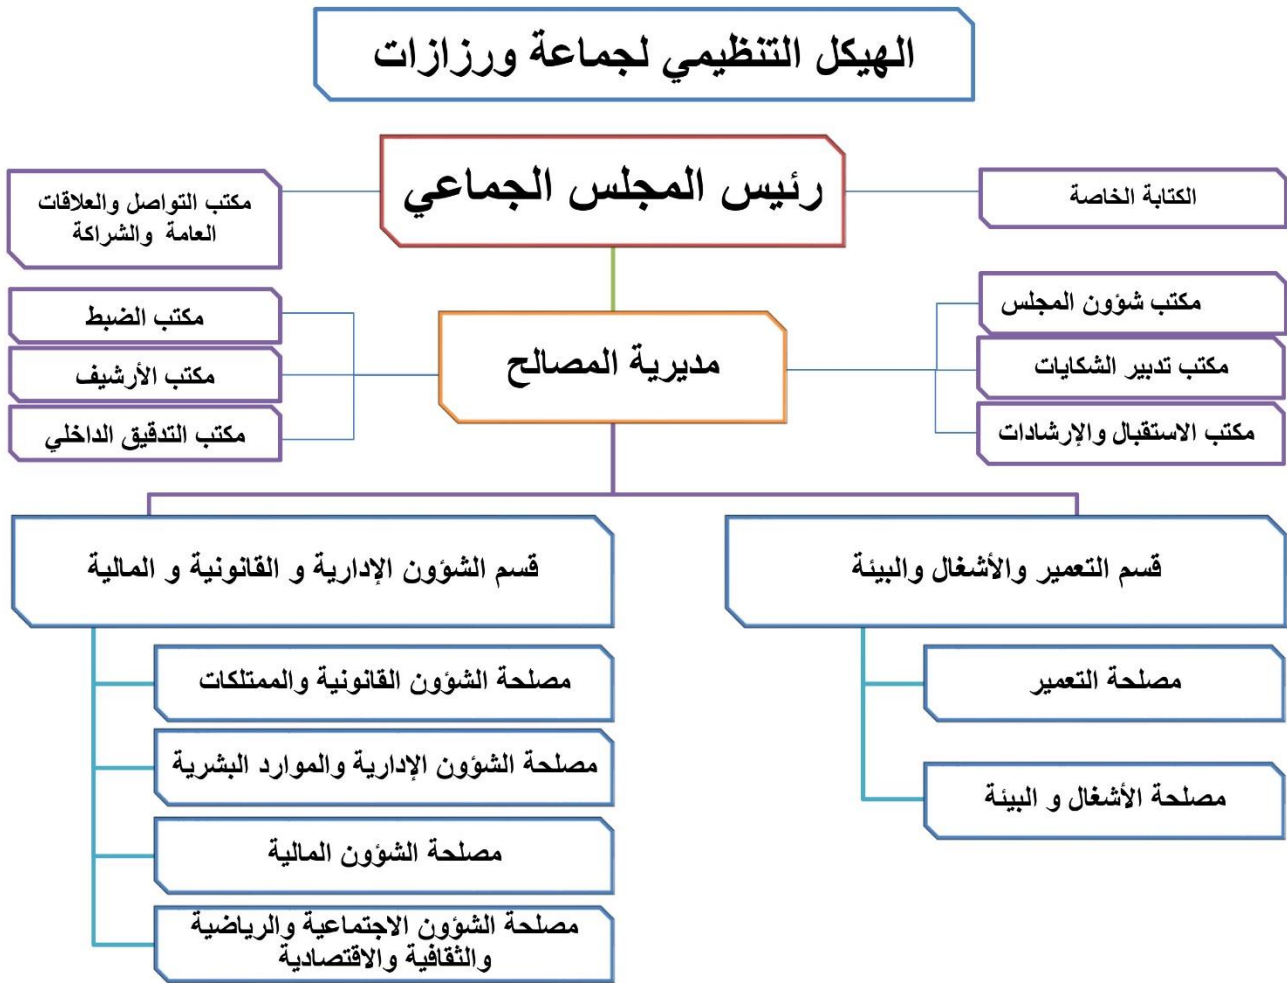 الهيكل التنظيمي لجماعة ورزازات
رئيس المجلس الجماعي
الكتابة الخاصة
مكتب التواصل والعلاقات
العامة والشراكة
مديرية المصالح
مكتب شؤون المجلس
مكتب تدبير الشكايات
مكتب الاستقبال والإرشادات
مكتب الضبط
مكتب الأرشيف
مكتب التدقيق الداخلي
قسم التعمير والأشغال والبيئة
مصلحة التعمير
مصلحة الأشغال و البيئة
قسم الشؤون الإدارية و القانونية و المالية
مصلحة الشؤون القانونية والممتلكات
مصلحة الشؤون الإدارية والموارد البشرية
مصلحة الشؤون المالية
مصلحة الشؤون الاجتماعية والرياضية
والثقافية والاقتصادية